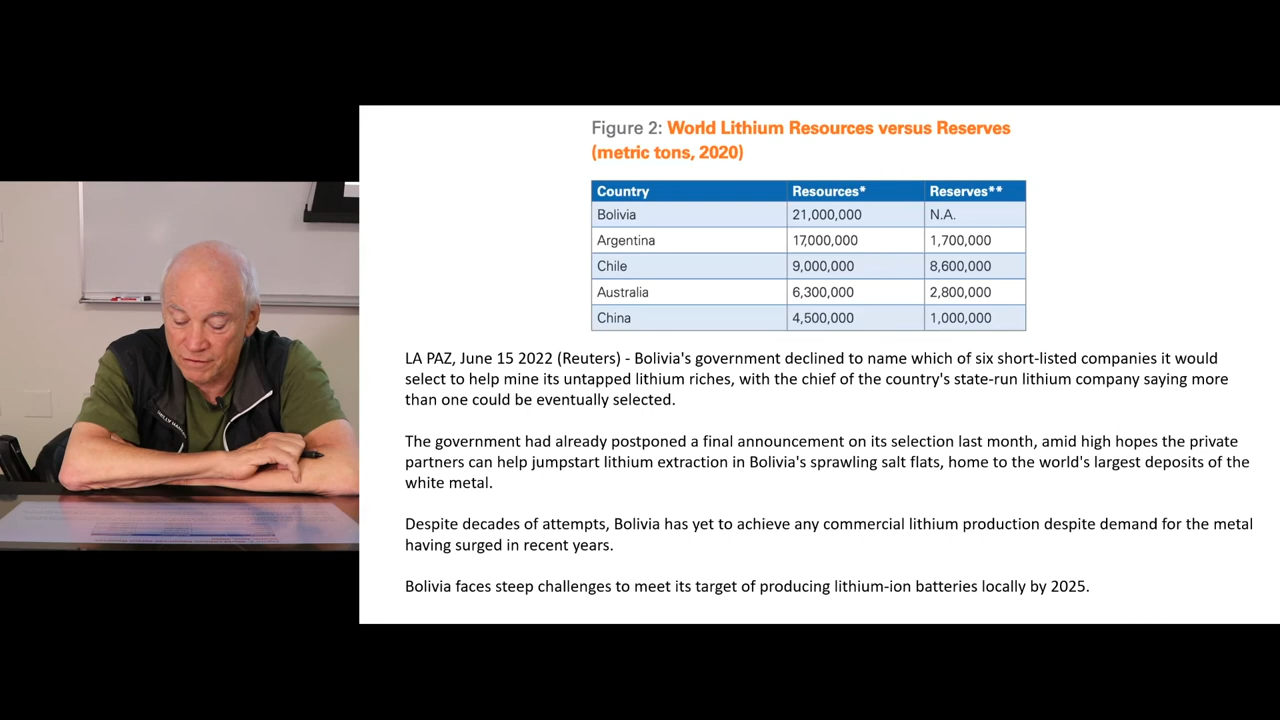 Figure 2: World Lithium Resources versus Reserves
(metric tons, 2020)
Country Resources* Reserves**
Bolivia 21,000,000 N.A.
Argentina 17,000,000 1,700,000
Chile 9,000,000 8,600,000
Australia 6,300,000 2,800,000
China 4,500,000 1,000,000
LA PAZ, June 15 2022 (Reuters) - Bolivia's government declined to name which of six short-listed companies it would
select to help mine its untapped lithium riches, with the chief of the country's state-run lithium company saying more
than one could be eventually selected.
The government had already postponed a final announcement on its selection last month, amid high hopes the private
partners can help jumpstart lithium extraction in Bolivia's sprawling salt flats, home to the world's largest deposits of the
white metal.
Despite decades of attempts, Bolivia has yet to achieve any commercial lithium production despite demand for the metal
having surged in recent years.
Bolivia faces steep challenges to meet its target of producing lithium-ion batteries locally by 2025.